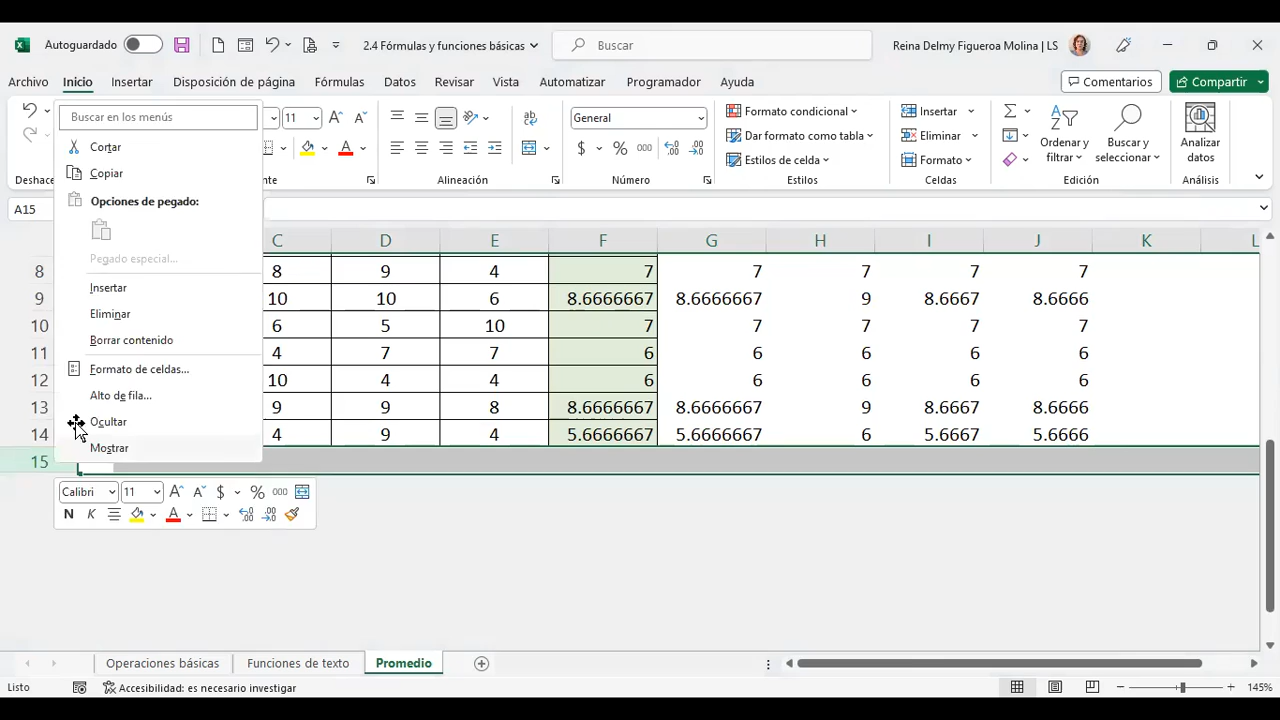 Autoguardado 2.4 Fórmulas y funciones básicas Buscar Reina Delmy Figueroa Molina | LS
Archivo Inicio Insertar Disposición de página Fórmulas Datos Revisar Vista Automatizar Programador Ayuda Comentarios Compartir
Buscar en los menús
11 A A ab General Formato condicional Insertar Ordenar y filtrar Buscar y seleccionar Analizar datos
Cortar
Dar formato como tabla Eliminar
Copiar
$ % 000 Estilos de celda Formato
Deshacer Alineación Número Estilos Celdas Edición Análisis
Opciones de pegado:
A15
Pegado especial...
Insertar
Eliminar
Borrar contenido
Formato de celdas...
Alto de fila...
Ocultar
Mostrar
C D E F G H I J K L
8 8 9 4 7 7 7 7 7
9 10 10 6 8.6666667 8.6666667 9 8.6667 8.6666
10 6 5 10 7 7 7 7 7
11 4 7 7 6 6 6 6 6
12 10 4 4 6 6 6 6 6
13 9 9 8 8.6666667 8.6666667 9 8.6667 8.6666
14 4 9 4 5.6666667 5.6666667 6 5.6667 5.6666
15
Calibri 11 A A $ % 000
N K A
Operaciones básicas Funciones de texto Promedio
Listo Accesibilidad: es necesario investigar 145%